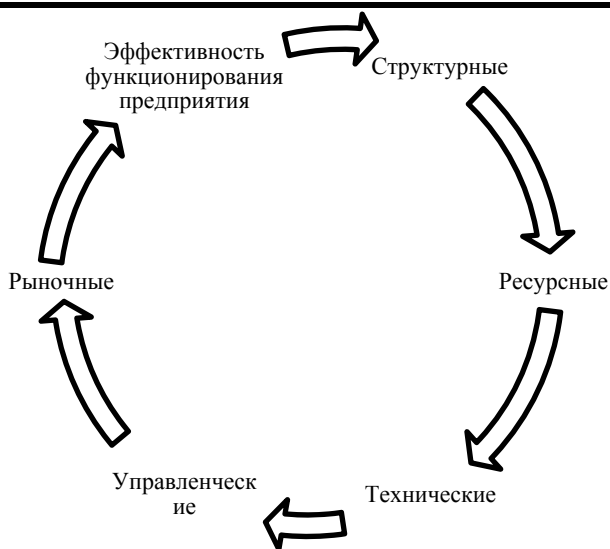 Эффективность
функционирования
предприятия
Структурные
Ресурсные
Технические
Управленческ
ие
Рыночные